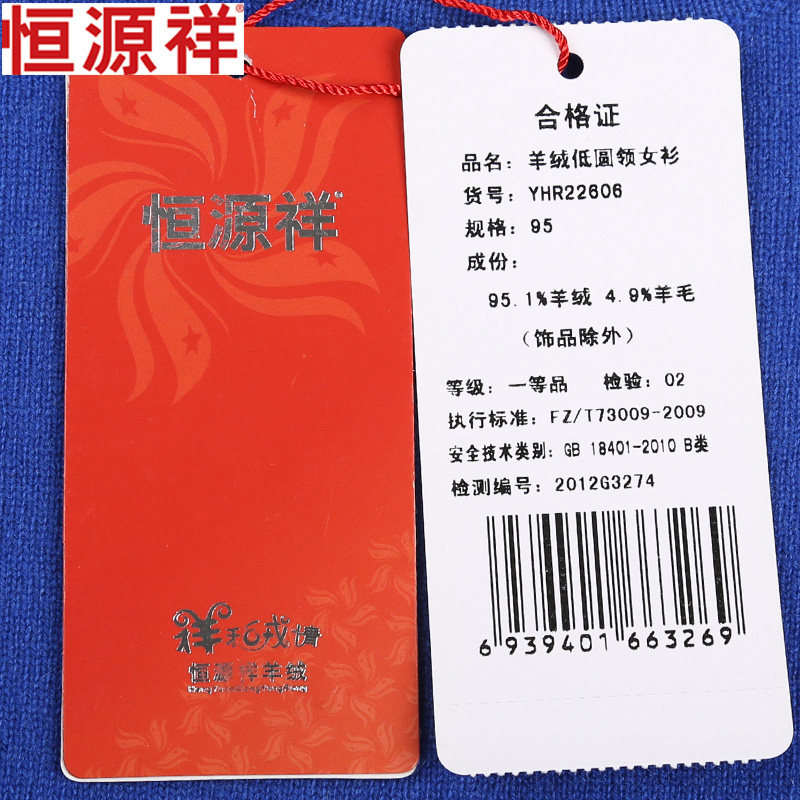 恒源祥
恒源祥
恒源祥羊绒
合格证
品名: 羊绒低圆领女衫
货号: YHR22606
规格: 95
成份:
95.1%羊绒 4.9%羊毛
(饰品除外)
等级: 一等品 检验: 02
执行标准: FZ/T73009-2009
安全技术类别: GB 18401-2010 B类
检测编号: 2012G3274
6 939401 663269